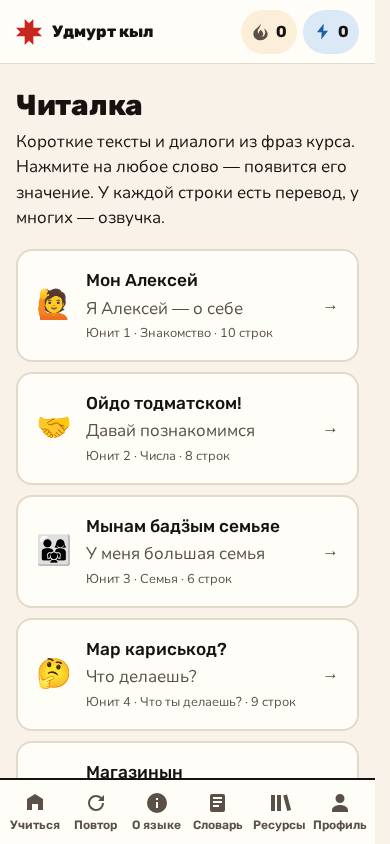 Удмурт кыл
0
0
Читалка
Короткие тексты и диалоги из фраз курса.
Нажмите на любое слово — появится его
значение. У каждой строки есть перевод, у
многих — озвучка.
Мон Алексей
Я Алексей — о себе
Юнит 1 · Знакомство · 10 строк
→
Ойдо тодматском!
Давай познакомимся
Юнит 2 · Числа · 8 строк
→
Мынам бадӟым семьяе
У меня большая семья
Юнит 3 · Семья · 6 строк
→
Мар кариськод?
Что делаешь?
Юнит 4 · Что ты делаешь? · 9 строк
→
Магазинын
Учиться
Повтор
О языке
Словарь
Ресурсы
Профиль